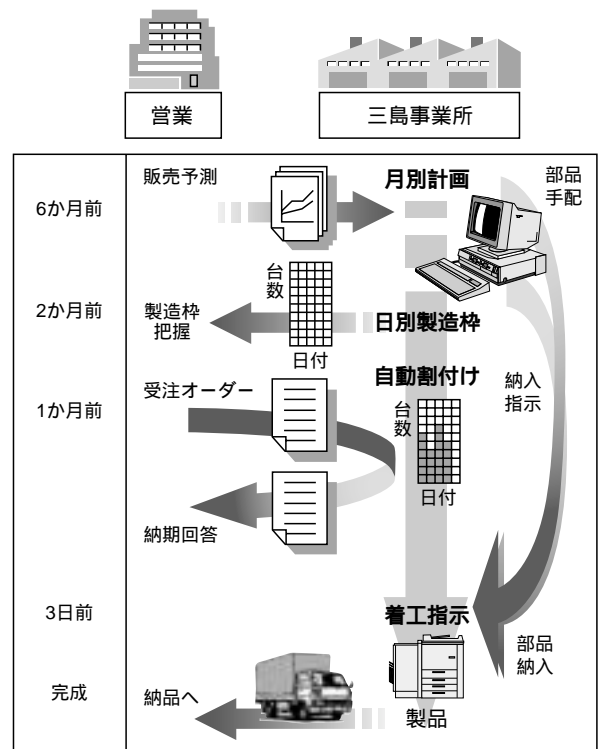 営業
三島事業所
6か月前
販売予測
月別計画
部品
手配
2か月前
製造枠
把握
台
数
日付
日別製造枠
1か月前
受注オーダー
自動割付け
台
数
日付
納入
指示
納期回答
3日前
着工指示
部品
納入
完成
納品へ
製品